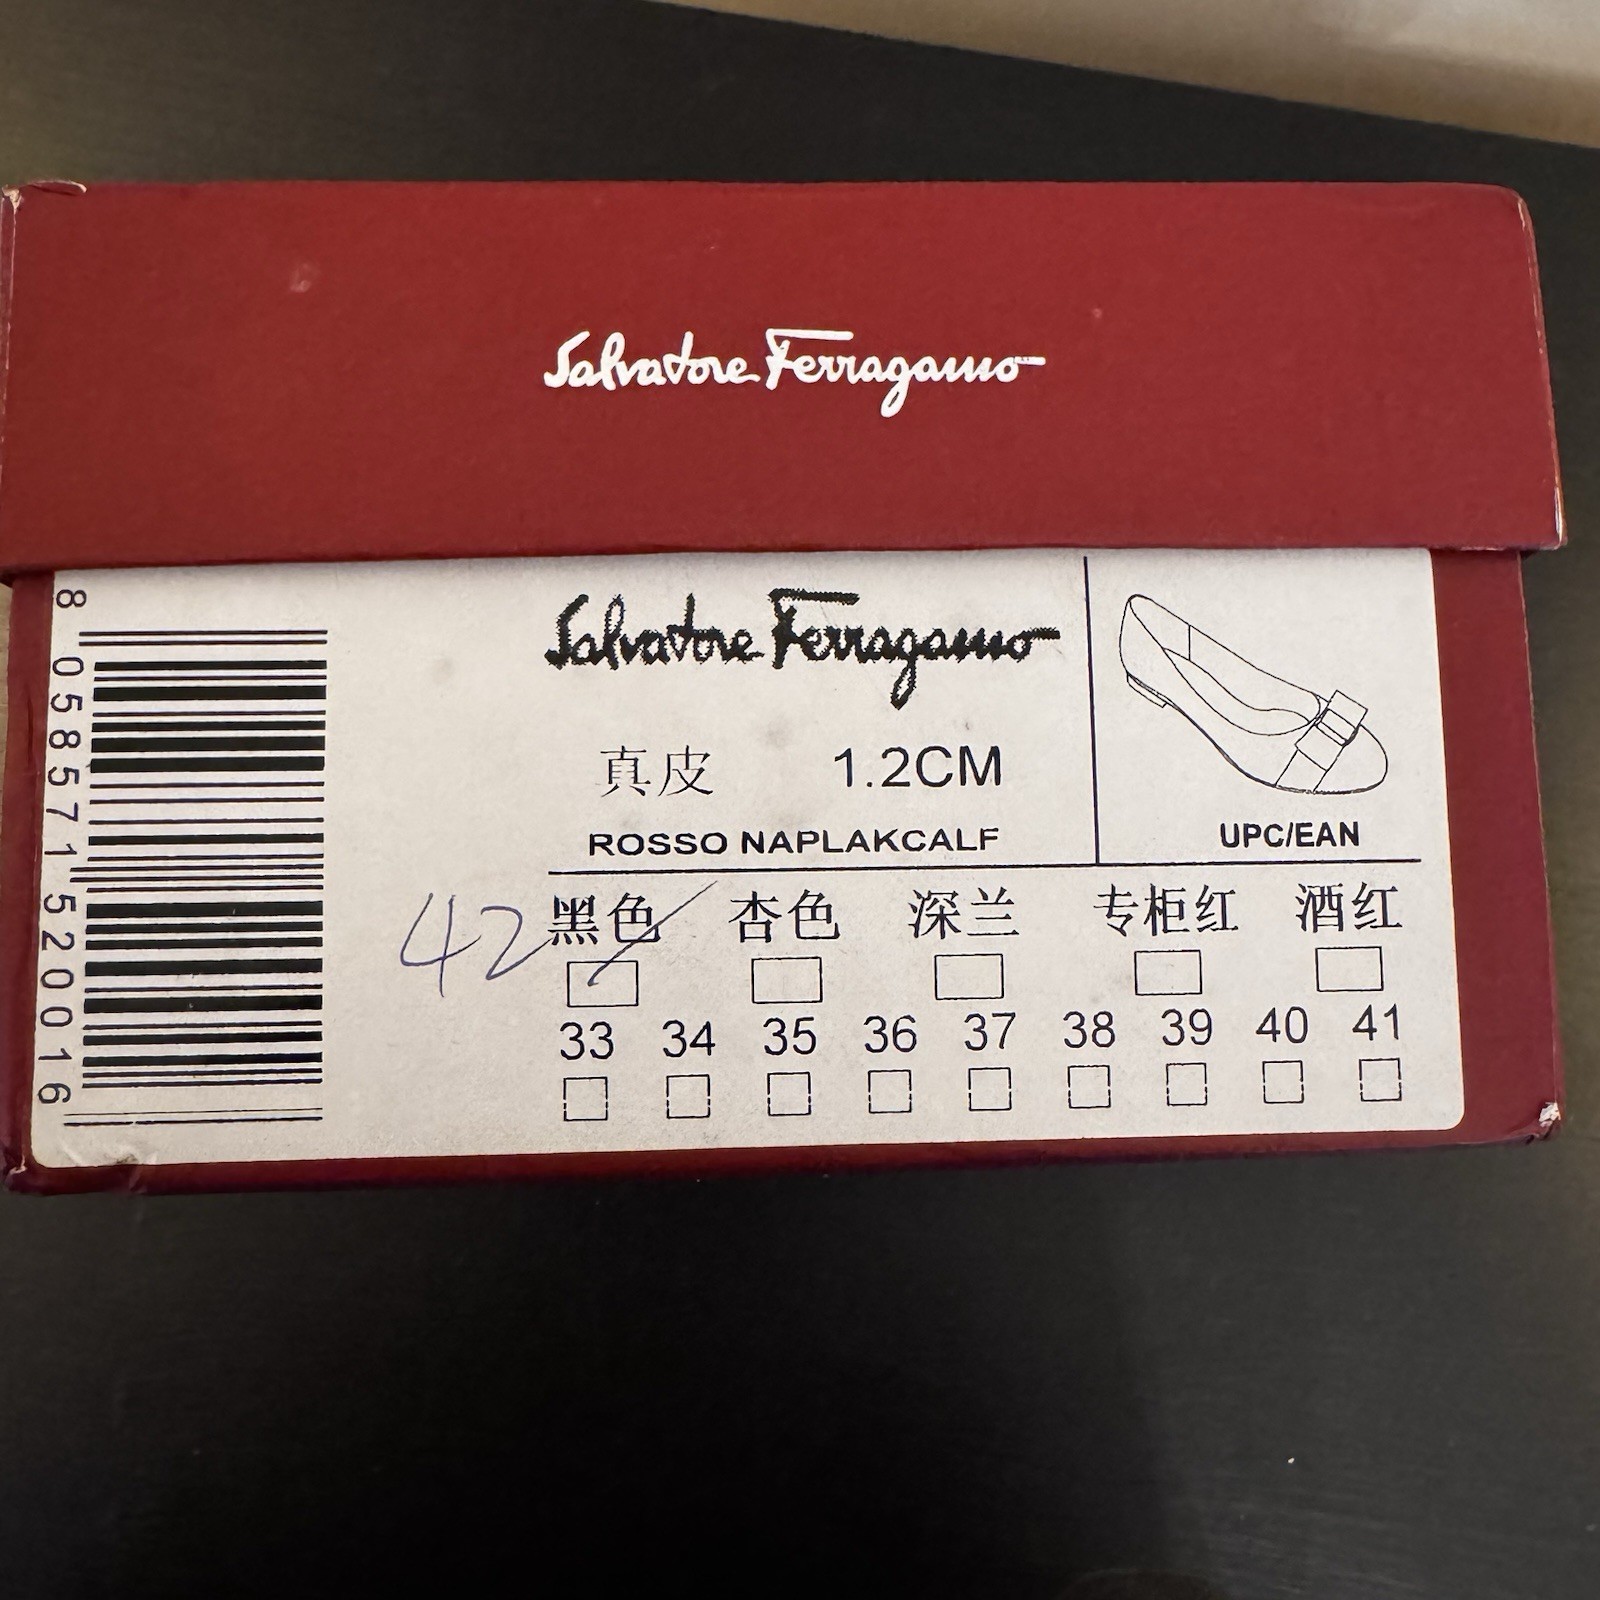 Salvatore Ferragamo
Salvatore Ferragamo
真皮 1.2CM
ROSSO NAPLAKCALF
UPC/EAN
42 黑色 杏色 深兰 专柜红 酒红
33 34 35 36 37 38 39 40 41
8 058571 520016